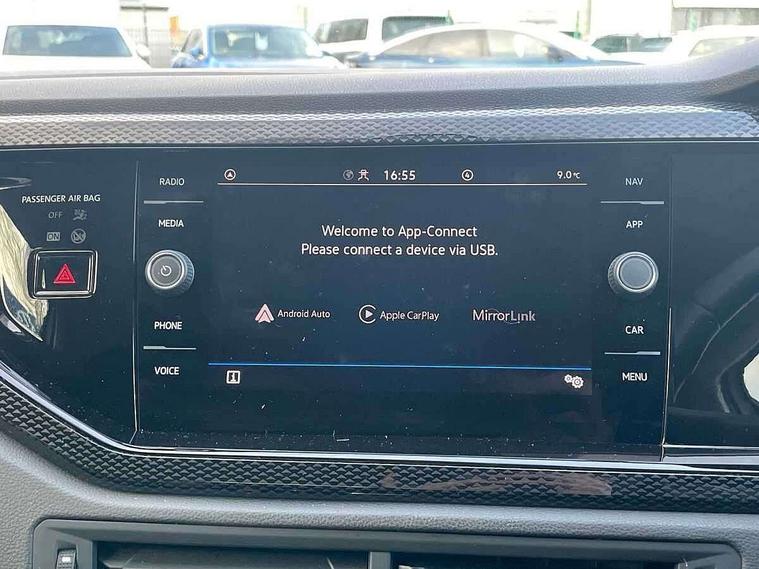 RADIO
MEDIA
PHONE
VOICE
PASSENGER AIR BAG
OFF
ON
16:55
4
9.0°C
Welcome to App-Connect
Please connect a device via USB.
Android Auto
Apple CarPlay
MirrorLink
NAV
APP
CAR
MENU